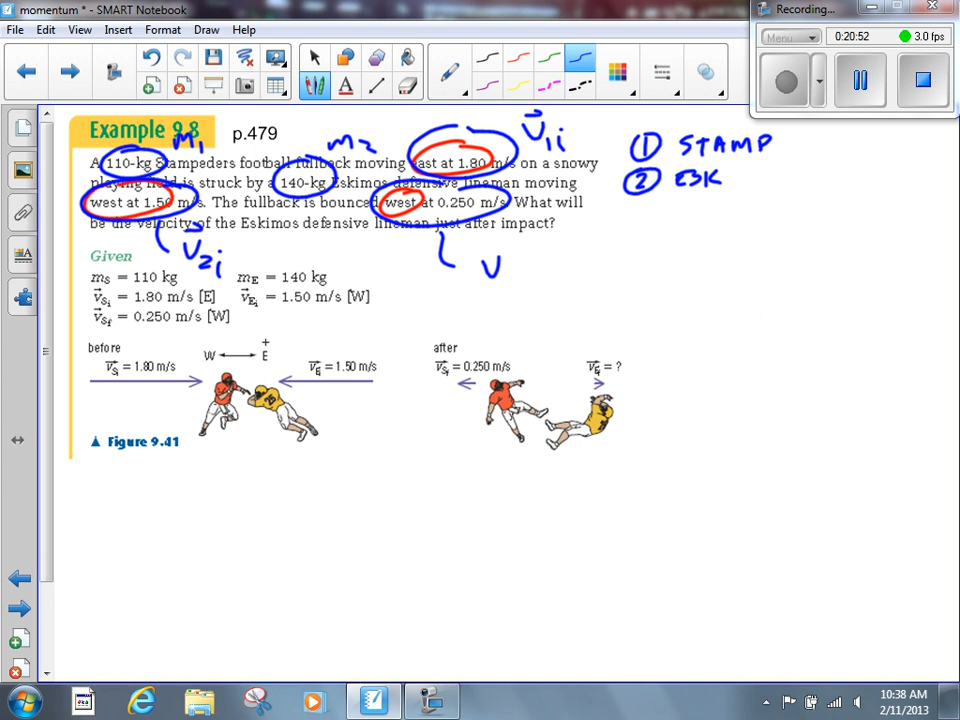 momentum * - SMART Notebook
Recording...
File Edit View Insert Format Draw Help
Menu
0:20:52
3.0 fps
Example 9.8 p.479
m1 m2 V1i
① STAMP
② ESK
A 110-kg Stampeders football fullback moving east at 1.80 m/s on a snowy
playing field is struck by a 140-kg Eskimos defensive lineman moving
west at 1.50 m/s. The fullback is bounced west at 0.250 m/s. What will
be the velocity of the Eskimos defensive lineman just after impact?
V2i V
Given
mS = 110 kg mE = 140 kg
vSi = 1.80 m/s [E] vEi = 1.50 m/s [W]
vSf = 0.250 m/s [W]
before
W E +
vSi = 1.80 m/s vEi = 1.50 m/s
after
vSf = 0.250 m/s vEf = ?
▲ Figure 9.41
10:38 AM
2/11/2013